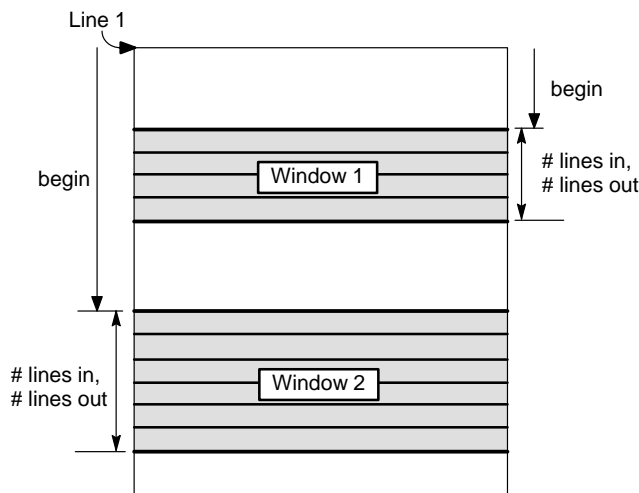 Line 1
begin
Window 1
# lines in,
# lines out
begin
Window 2
# lines in,
# lines out